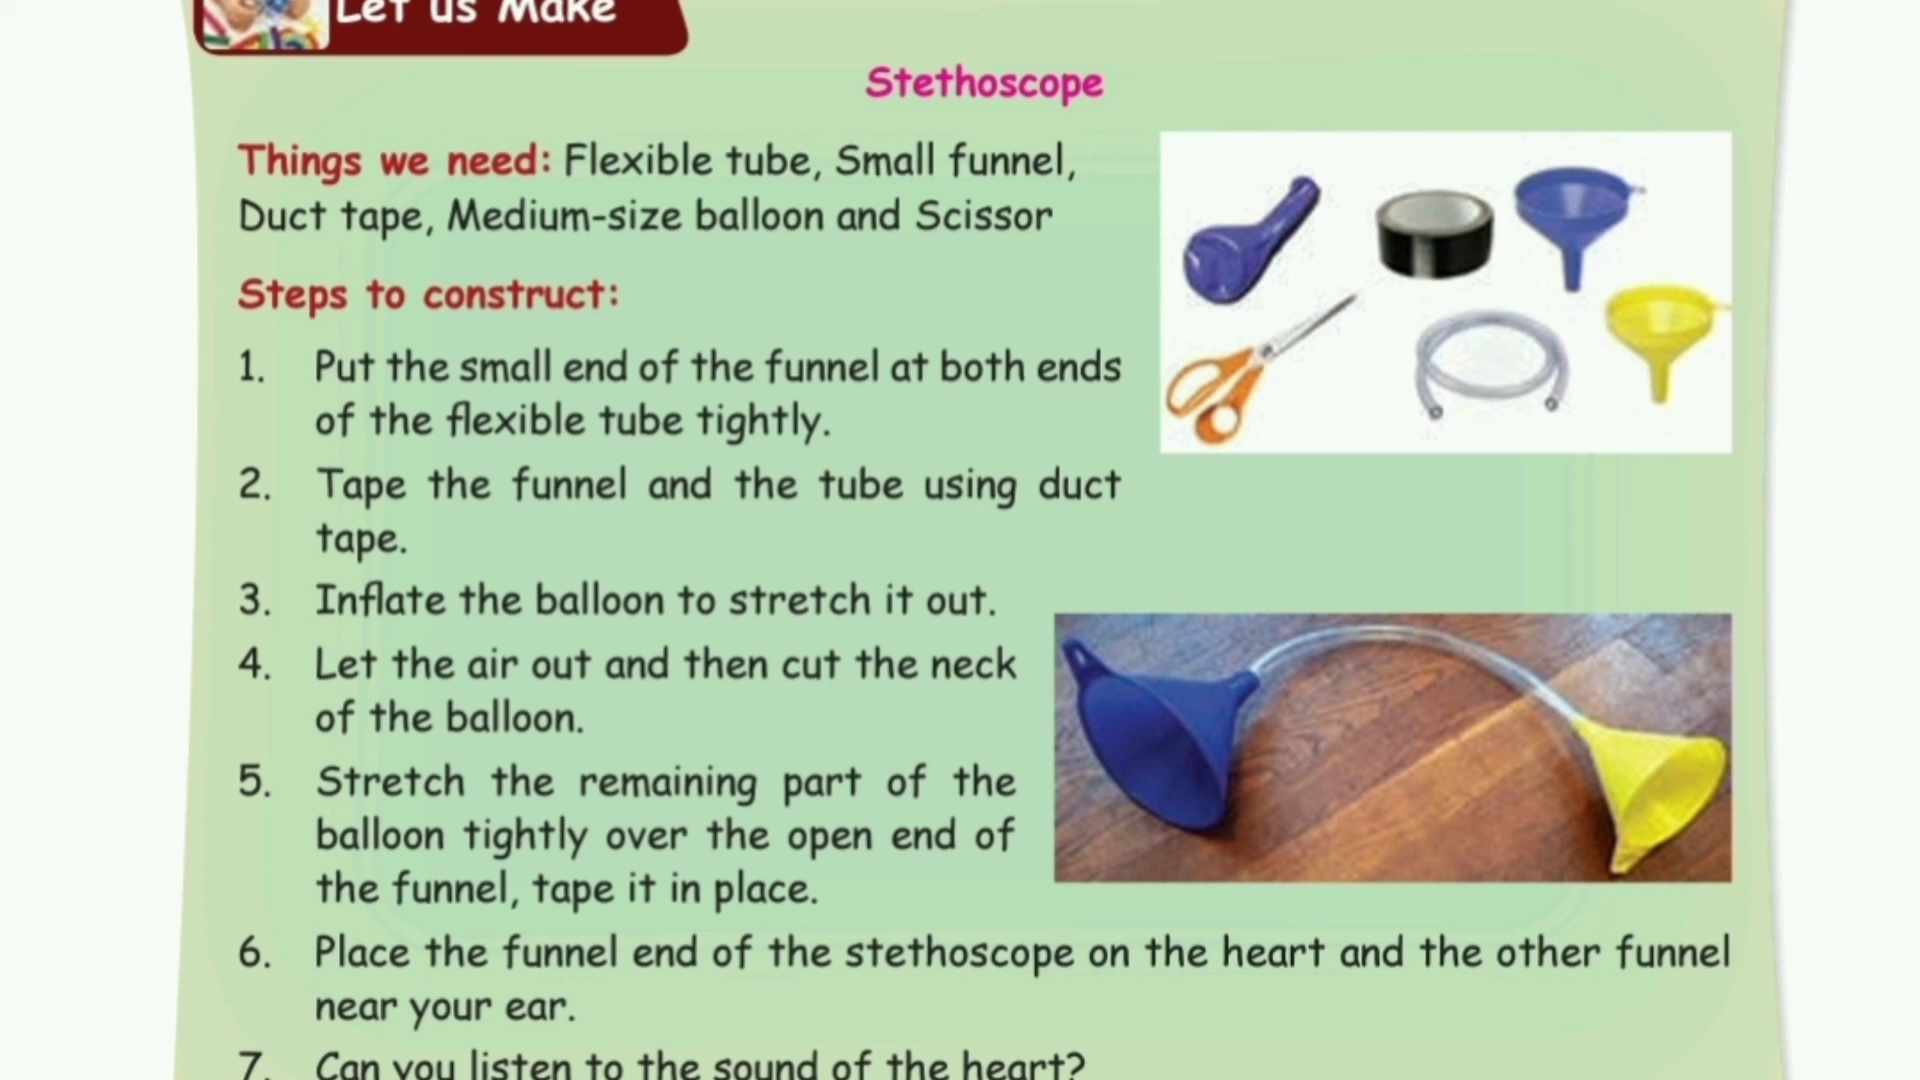 Let us Make
Stethoscope
Things we need: Flexible tube, Small funnel,
Duct tape, Medium-size balloon and Scissor
Steps to construct:
1. Put the small end of the funnel at both ends
of the flexible tube tightly.
2. Tape the funnel and the tube using duct
tape.
3. Inflate the balloon to stretch it out.
4. Let the air out and then cut the neck
of the balloon.
5. Stretch the remaining part of the
balloon tightly over the open end of
the funnel, tape it in place.
6. Place the funnel end of the stethoscope on the heart and the other funnel
near your ear.
7. Can you listen to the sound of the heart?